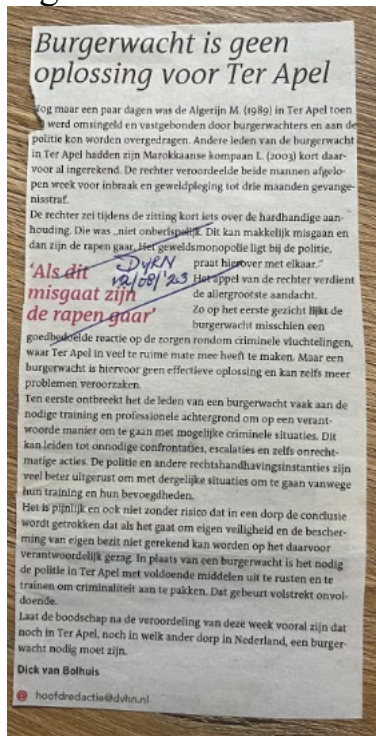 Burgerwacht is geen
oplossing voor Ter Apel
Nog maar een paar dagen was de Algerijn M. (1989) in Ter Apel toen
werd omsingeld en vastgebonden door burgerwachters en aan de
politie kon worden overgedragen. Andere leden van de burgerwacht
in Ter Apel hadden zijn Marokkaanse kompaan L. (2003) kort daar-
voor al ingerekend. De rechter veroordeelde beide mannen afgelo-
pen week voor inbraak en geweldpleging tot drie maanden gevange-
nisstraf.
De rechter zei tijdens de zitting kort iets over de hardhandige aan-
houding. Die was „niet onberispelijk. Dit kan makkelijk misgaan en
dan zijn de rapen gaar. Het geweldsmonopolie ligt bij de politie,
praat hierover met elkaar.”
Het appel van de rechter verdient
de allergrootste aandacht.
Zo op het eerste gezicht lijkt de
burgerwacht misschien een
‘Als dit
misgaat zijn
de rapen gaar’
DVHN
12/08/'23
goedbedoelde reactie op de zorgen rondom criminele vluchtelingen,
waar Ter Apel in veel te ruime mate mee heeft te maken. Maar een
burgerwacht is hiervoor geen effectieve oplossing en kan zelfs meer
problemen veroorzaken.
Ten eerste ontbreekt het de leden van een burgerwacht vaak aan de
nodige training en professionele achtergrond om op een verant-
woorde manier om te gaan met mogelijke criminele situaties. Dit
kan leiden tot onnodige confrontaties, escalaties en zelfs onrecht-
matige acties. De politie en andere rechtshandhavingsinstanties zijn
veel beter uitgerust om met dergelijke situaties om te gaan vanwege
hun training en hun bevoegdheden.
Het is pijnlijk en ook niet zonder risico dat in een dorp de conclusie
wordt getrokken dat als het gaat om eigen veiligheid en de bescher-
ming van eigen bezit niet gerekend kan worden op het daarvoor
verantwoordelijk gezag. In plaats van een burgerwacht is het nodig
de politie in Ter Apel met voldoende middelen uit te rusten en te
trainen om criminaliteit aan te pakken. Dat gebeurt volstrekt onvol-
doende.
Laat de boodschap na de veroordeling van deze week vooral zijn dat
noch in Ter Apel, noch in welk ander dorp in Nederland, een burger-
wacht nodig moet zijn.
Dick van Bolhuis
@ hoofdredactie@dvhn.nl